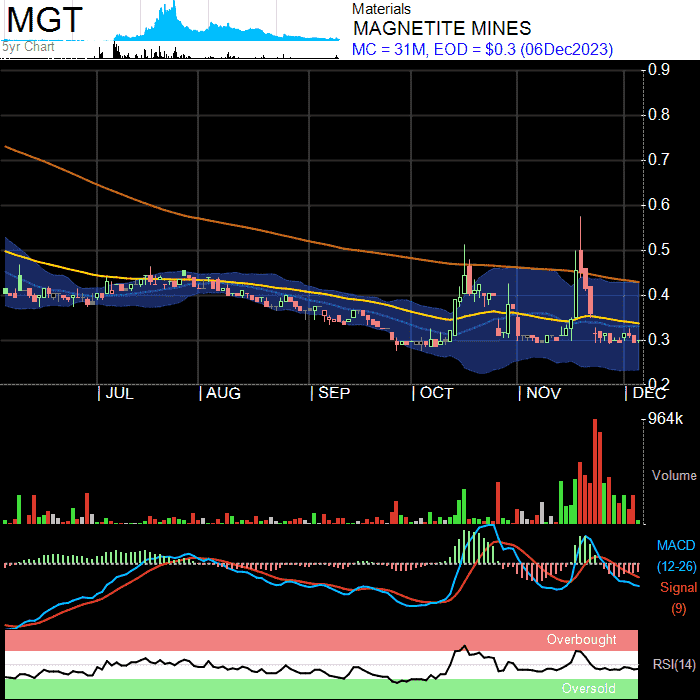 MGT
5yr Chart
Materials
MAGNETITE MINES
MC = 31M, EOD = $0.3 (06Dec2023)
0.9
0.8
0.7
0.6
0.5
0.4
0.3
0.2
| JUL | AUG | SEP | OCT | NOV | DEC
964k
Volume
MACD
(12-26)
Signal
(9)
Overbought
RSI(14)
Oversold